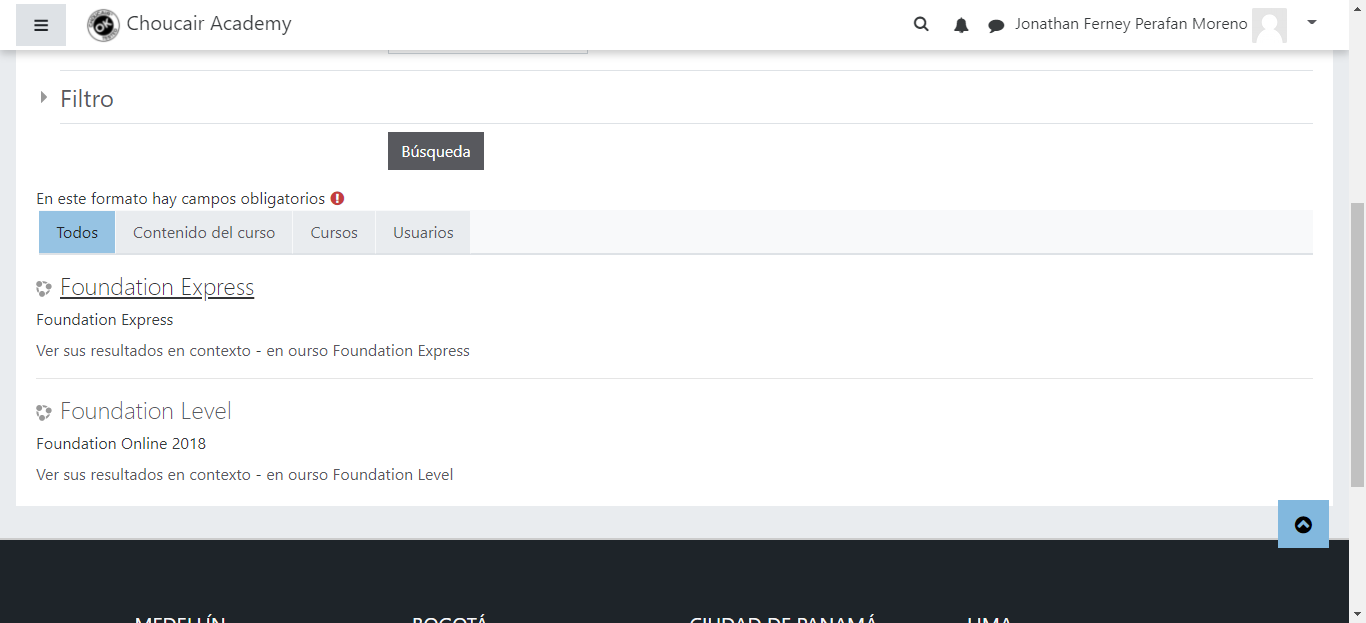 Choucair Academy
Jonathan Ferney Perafan Moreno
Filtro
Búsqueda
En este formato hay campos obligatorios
Todos Contenido del curso Cursos Usuarios
Foundation Express
Foundation Express
Ver sus resultados en contexto - en ourso Foundation Express
Foundation Level
Foundation Online 2018
Ver sus resultados en contexto - en ourso Foundation Level
MEDELLÍN BOGOTÁ CIUDAD DE PANAMÁ LIMA